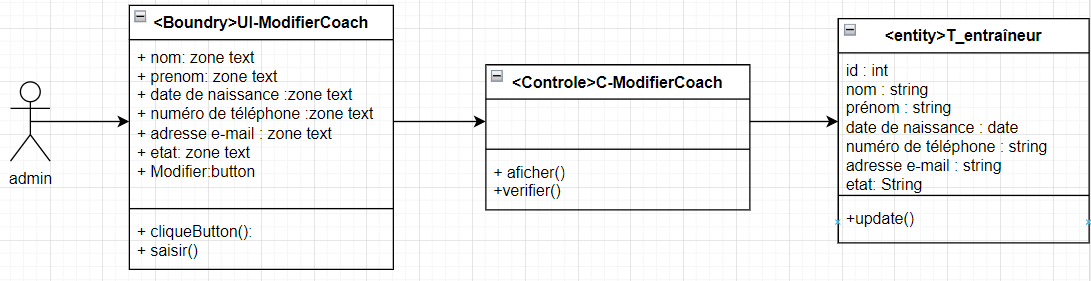 admin
<Boundry>UI-ModifierCoach
+ nom: zone text
+ prenom: zone text
+ date de naissance :zone text
+ numéro de téléphone :zone text
+ adresse e-mail : zone text
+ etat: zone text
+ Modifier:button
+ cliqueButton():
+ saisir()
<Controle>C-ModifierCoach
+ aficher()
+verifier()
<entity>T_entraîneur
id : int
nom : string
prénom : string
date de naissance : date
numéro de téléphone : string
adresse e-mail : string
etat: String
+update()